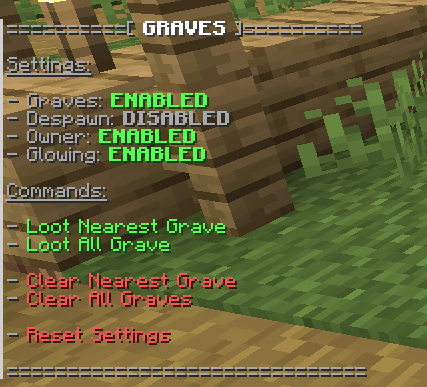 ==========[ GRAVES ]==========
Settings:
- Graves: ENABLED
- Despawn: DISABLED
- Owner: ENABLED
- Glowing: ENABLED
Commands:
- Loot Nearest Grave
- Loot All Grave
- Clear Nearest Grave
- Clear All Graves
- Reset Settings
==============================